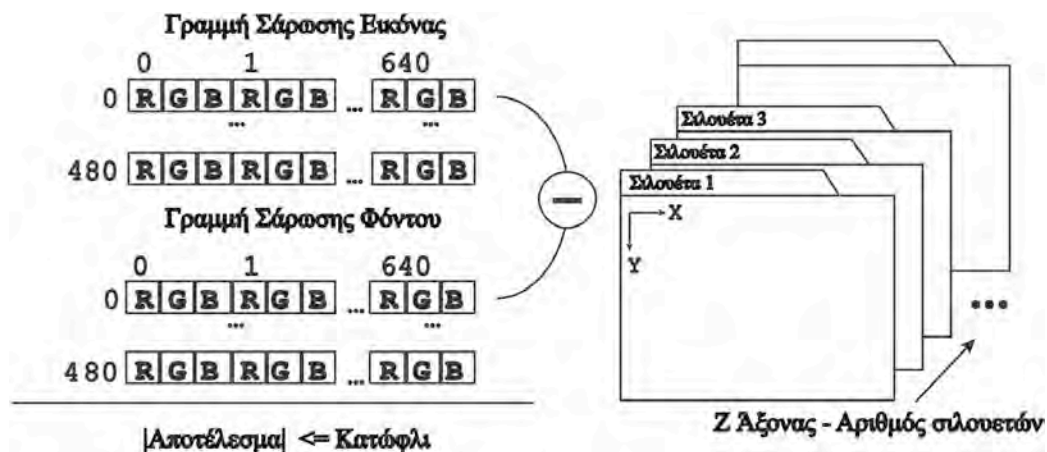 Γραμμή Σάρωσης Εικόνας
0 1 640
0 R G B R G B ... R G B
... ...
480 R G B R G B ... R G B
Γραμμή Σάρωσης Φόντου
0 1 640
0 R G B R G B ... R G B
... ...
480 R G B R G B ... R G B
|Αποτέλεσμα| <= Κατώφλι
—
Σιλουέτα 3
Σιλουέτα 2
Σιλουέτα 1
X
Y
...
Ζ Άξονας - Αριθμός σιλουετών